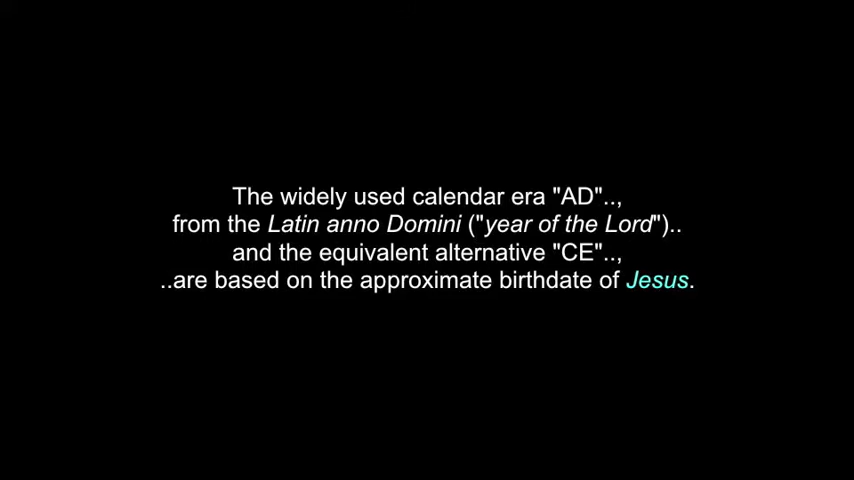 The widely used calendar era "AD"..,
from the Latin anno Domini ("year of the Lord")..
and the equivalent alternative "CE"..,
..are based on the approximate birthdate of Jesus.